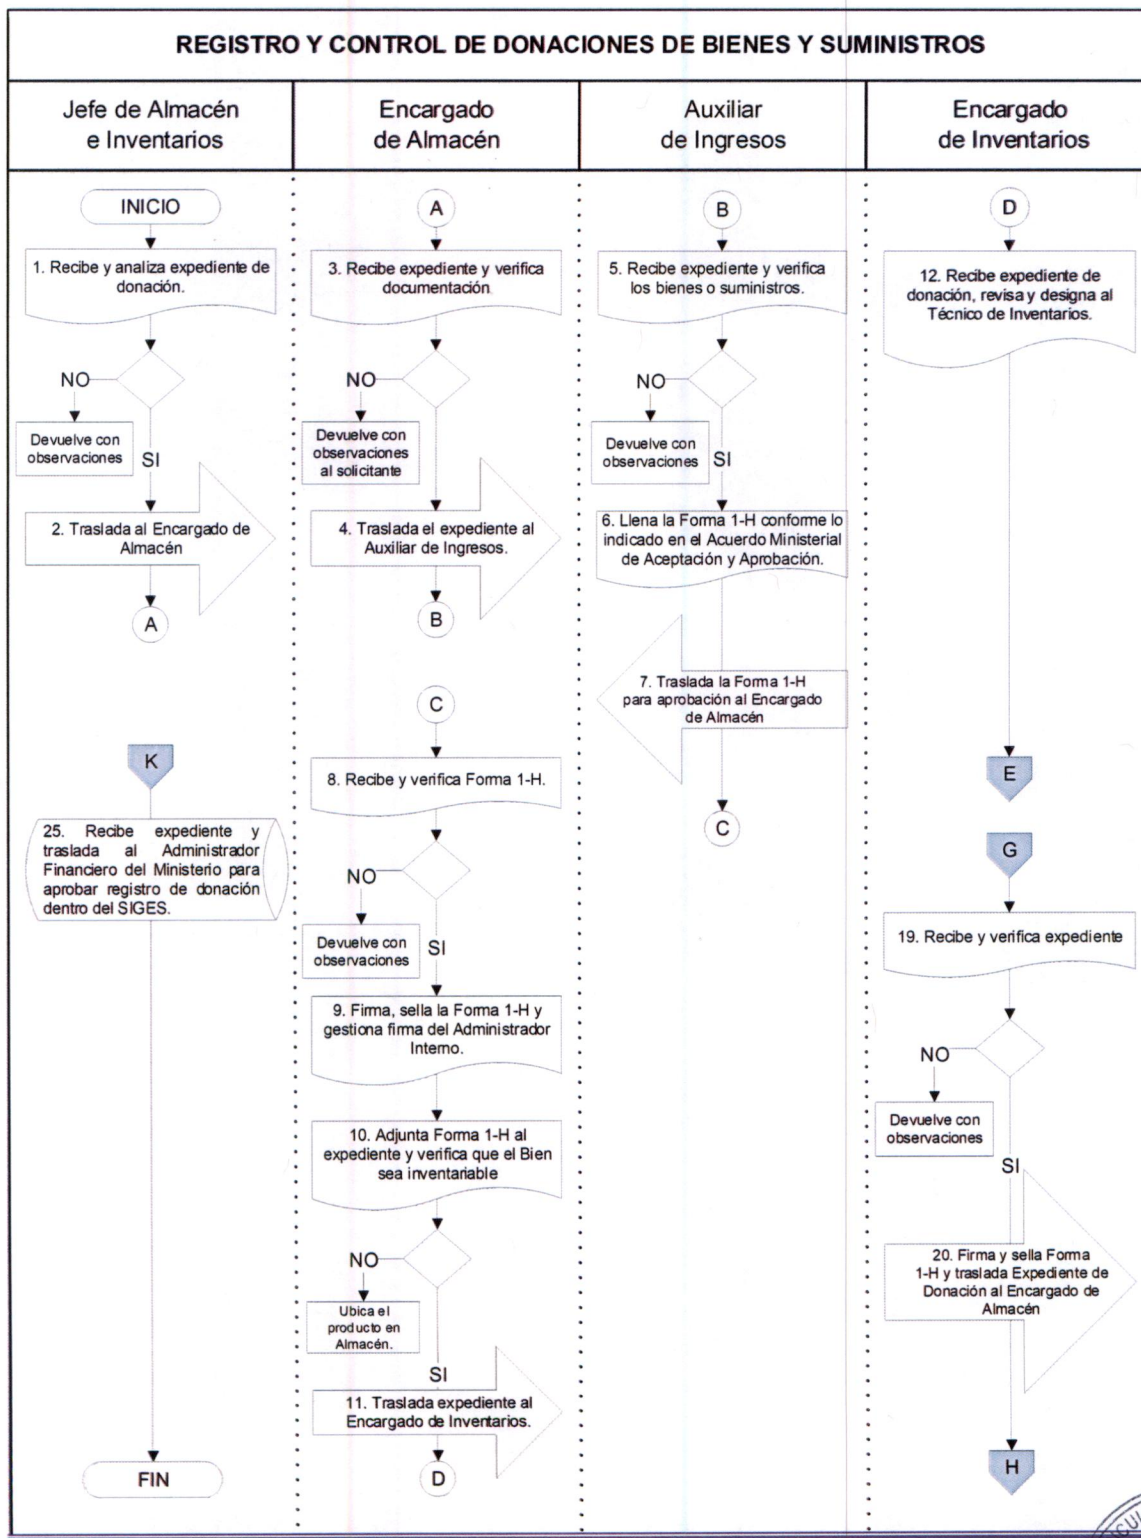 REGISTRO Y CONTROL DE DONACIONES DE BIENES Y SUMINISTROS
Jefe de Almacén
e Inventarios
Encargado
de Almacén
Auxiliar
de Ingresos
Encargado
de Inventarios
INICIO
1. Recibe y analiza expediente de
donación.
NO
Devuelve con
observaciones
SI
2. Traslada al Encargado de
Almacén
A
K
25. Recibe expediente y
traslada al Administrador
Financiero del Ministerio para
aprobar registro de donación
dentro del SIGES.
FIN
A
3. Recibe expediente y verifica
documentación
NO
Devuelve con
observaciones
al solicitante
4. Traslada el expediente al
Auxiliar de Ingresos.
B
C
8. Recibe y verifica Forma 1-H.
NO
Devuelve con
observaciones
SI
9. Firma, sella la Forma 1-H y
gestiona firma del Administrador
Interno.
10. Adjunta Forma 1-H al
expediente y verifica que el Bien
sea inventariable
NO
Ubica el
producto en
Almacén.
SI
11. Traslada expediente al
Encargado de Inventarios.
D
B
5. Recibe expediente y verifica
los bienes o suministros.
NO
Devuelve con
observaciones
SI
6. Llena la Forma 1-H conforme lo
indicado en el Acuerdo Ministerial
de Aceptación y Aprobación.
7. Traslada la Forma 1-H
para aprobación al Encargado
de Almacén
C
D
12. Recibe expediente de
donación, revisa y designa al
Técnico de Inventarios.
E
G
19. Recibe y verifica expediente
NO
Devuelve con
observaciones
SI
20. Firma y sella Forma
1-H y traslada Expediente de
Donación al Encargado de
Almacén
H